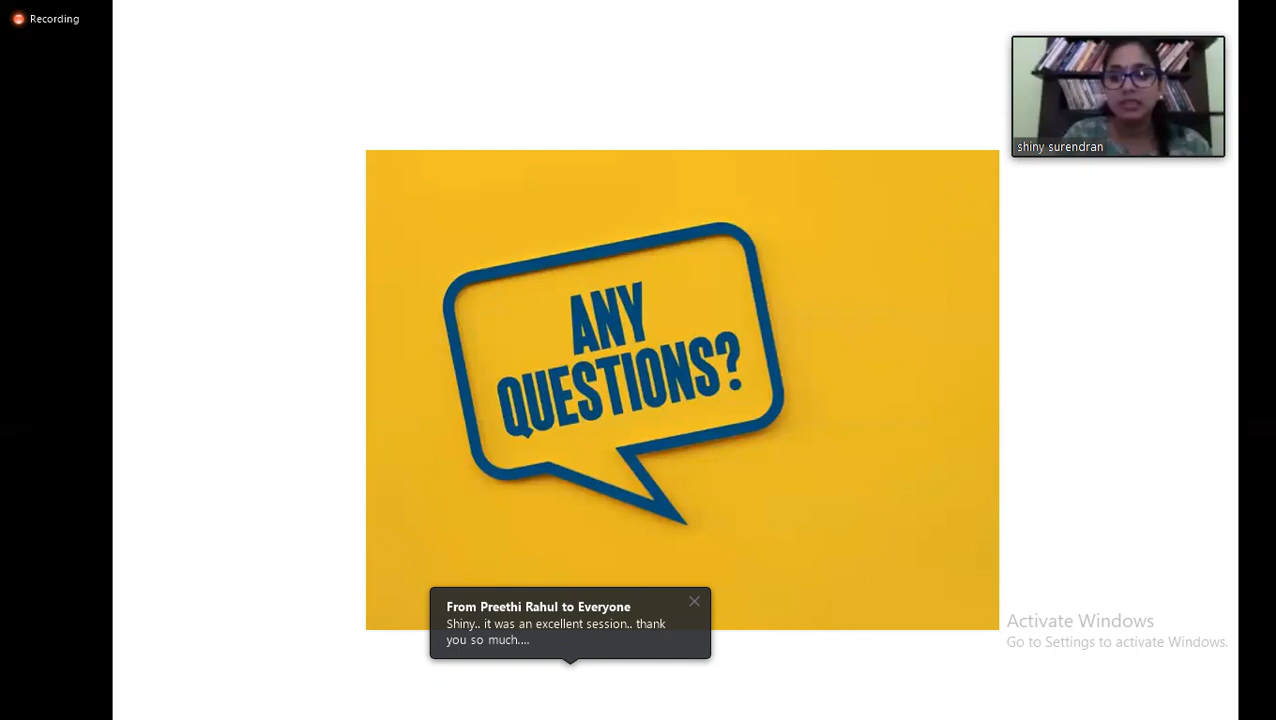 Recording
shiny surendran
ANY
QUESTIONS?
From Preethi Rahul to Everyone
Shiny.. it was an excellent session.. thank
you so much....
Activate Windows
Go to Settings to activate Windows.